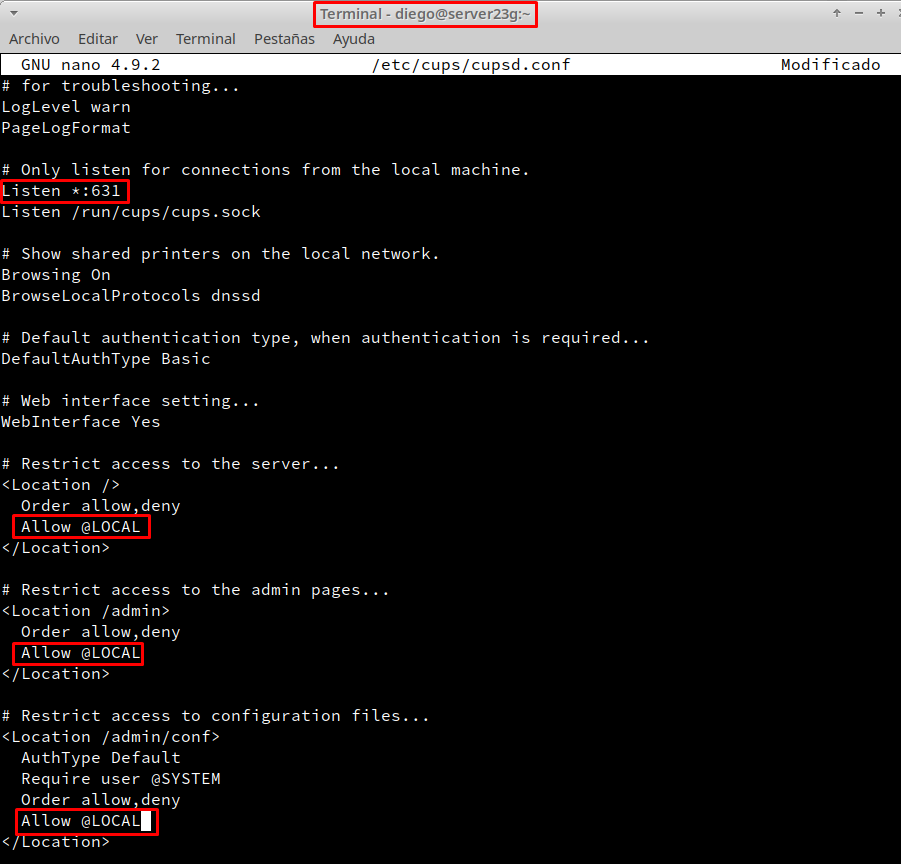 Terminal - diego@server23g:~
Archivo Editar Ver Terminal Pestañas Ayuda
GNU nano 4.9.2 /etc/cups/cupsd.conf Modificado
# for troubleshooting...
LogLevel warn
PageLogFormat
# Only listen for connections from the local machine.
Listen *:631
Listen /run/cups/cups.sock
# Show shared printers on the local network.
Browsing On
BrowseLocalProtocols dnssd
# Default authentication type, when authentication is required...
DefaultAuthType Basic
# Web interface setting...
WebInterface Yes
# Restrict access to the server...
<Location />
  Order allow,deny
  Allow @LOCAL
</Location>
# Restrict access to the admin pages...
<Location /admin>
  Order allow,deny
  Allow @LOCAL
</Location>
# Restrict access to configuration files...
<Location /admin/conf>
  AuthType Default
  Require user @SYSTEM
  Order allow,deny
  Allow @LOCAL
</Location>